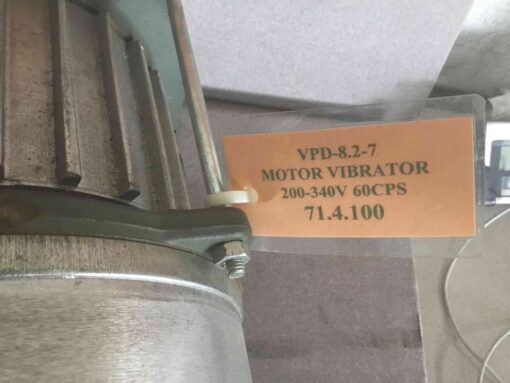 VPD-8.2-7
MOTOR VIBRATOR
200-340V 60CPS
71.4.100